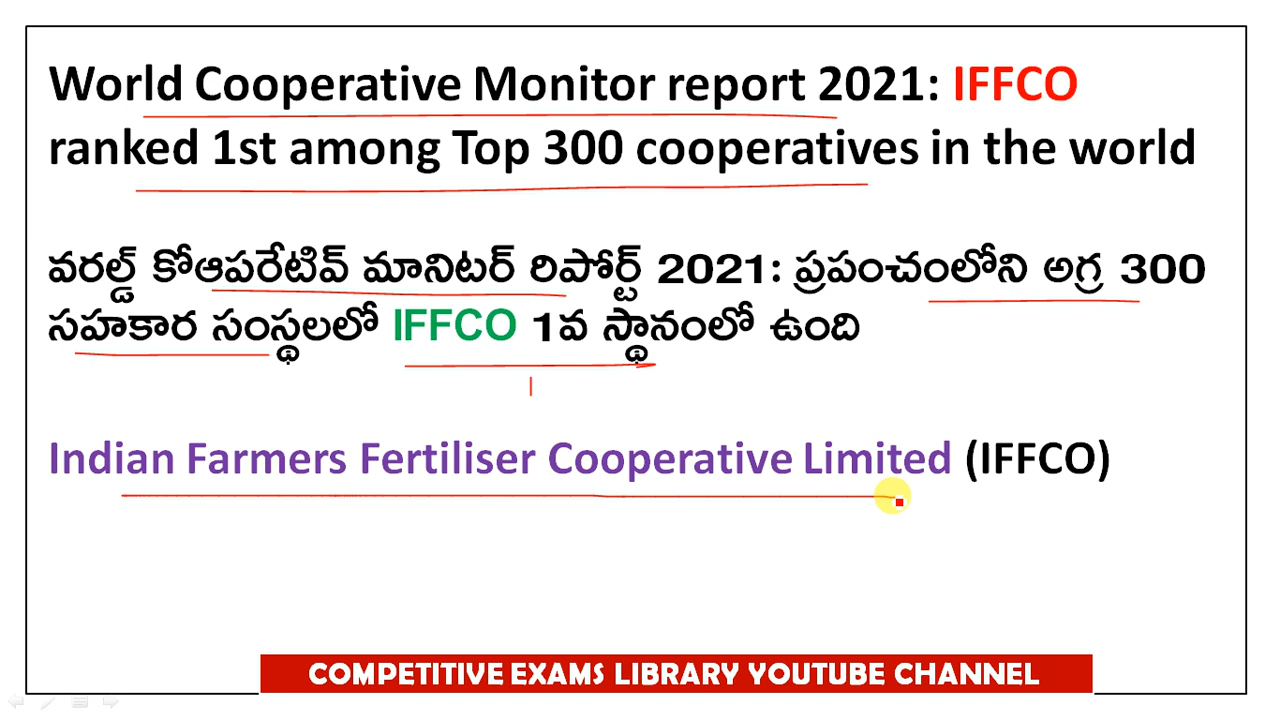 World Cooperative Monitor report 2021: IFFCO
ranked 1st among Top 300 cooperatives in the world
వరల్డ్ కోఆపరేటివ్ మానిటర్ రిపోర్ట్ 2021: ప్రపంచంలోని అగ్ర 300
సహకార సంస్థలలో IFFCO 1వ స్థానంలో ఉంది
Indian Farmers Fertiliser Cooperative Limited (IFFCO)
COMPETITIVE EXAMS LIBRARY YOUTUBE CHANNEL